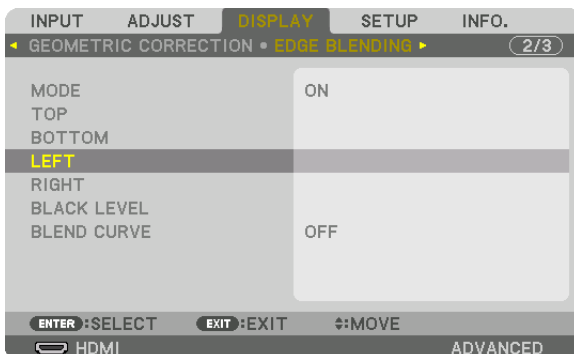 INPUT ADJUST DISPLAY SETUP INFO.
GEOMETRIC CORRECTION • EDGE BLENDING 2/3
MODE ON
TOP
BOTTOM
LEFT
RIGHT
BLACK LEVEL
BLEND CURVE OFF
ENTER :SELECT EXIT :EXIT :MOVE
HDMI ADVANCED